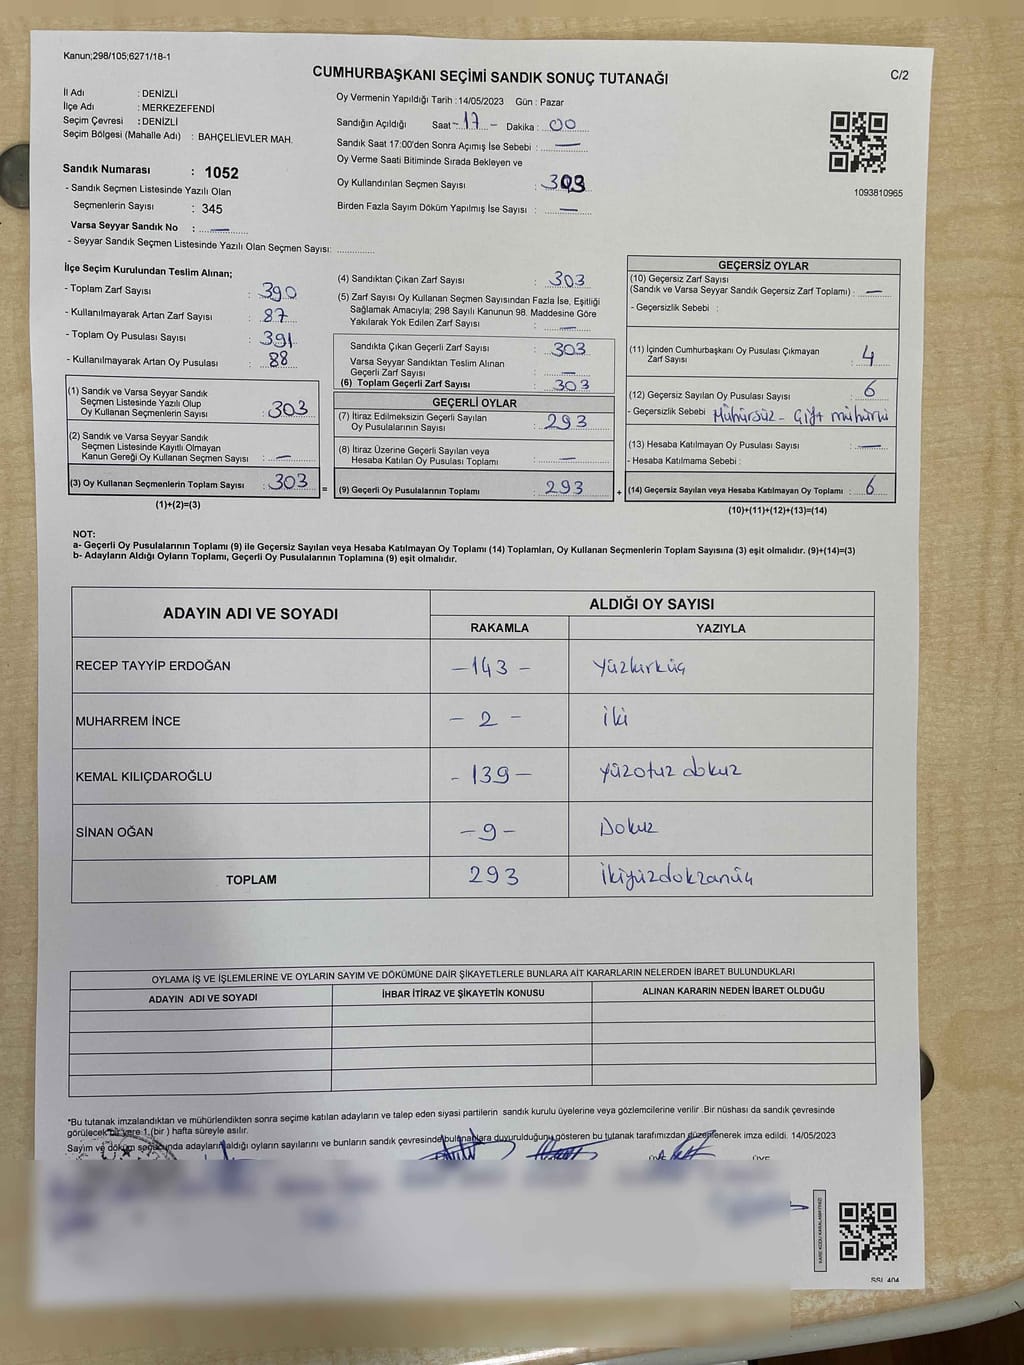 Kanun;298/105;6271/18-1
CUMHURBAŞKANI SEÇİMİ SANDIK SONUÇ TUTANAĞI
C/2
İl Adı : DENİZLİ
İlçe Adı : MERKEZEFENDİ
Seçim Çevresi : DENİZLİ
Seçim Bölgesi (Mahalle Adı) : BAHÇELİEVLER MAH.
Sandık Numarası : 1052
- Sandık Seçmen Listesinde Yazılı Olan
Seçmenlerin Sayısı : 345
Varsa Seyyar Sandık No : —
- Seyyar Sandık Seçmen Listesinde Yazılı Olan Seçmen Sayısı: ............
Oy Vermenin Yapıldığı Tarih : 14/05/2023 Gün : Pazar
Sandığın Açıldığı Saat - 17 - Dakika : 00
Sandık Saat 17:00'den Sonra Açımış İse Sebebi : —
Oy Verme Saati Bitiminde Sırada Bekleyen ve
Oy Kullandırılan Seçmen Sayısı : 303
Birden Fazla Sayım Döküm Yapılmış İse Sayısı : —
1093810965
İlçe Seçim Kurulundan Teslim Alınan;
- Toplam Zarf Sayısı : 390
- Kullanılmayarak Artan Zarf Sayısı : 87
- Toplam Oy Pusulası Sayısı : 391
- Kullanılmayarak Artan Oy Pusulası : 88
(1) Sandık ve Varsa Seyyar Sandık
Seçmen Listesinde Yazılı Olup
Oy Kullanan Seçmenlerin Sayısı : 303
(2) Sandık ve Varsa Seyyar Sandık
Seçmen Listesinde Kayıtlı Olmayan
Kanun Gereği Oy Kullanan Seçmen Sayısı : —
(3) Oy Kullanan Seçmenlerin Toplam Sayısı : 303
(1)+(2)=(3)
(4) Sandıktan Çıkan Zarf Sayısı : 303
(5) Zarf Sayısı Oy Kullanan Seçmen Sayısından Fazla İse, Eşitliği
Sağlamak Amacıyla; 298 Sayılı Kanunun 98. Maddesine Göre
Yakılarak Yok Edilen Zarf Sayısı : —
Sandıkta Çıkan Geçerli Zarf Sayısı : 303
Varsa Seyyar Sandıktan Teslim Alınan
Geçerli Zarf Sayısı : —
(6) Toplam Geçerli Zarf Sayısı : 303
GEÇERLİ OYLAR
(7) İtiraz Edilmeksizin Geçerli Sayılan
Oy Pusulalarının Sayısı : 293
(8) İtiraz Üzerine Geçerli Sayılan veya
Hesaba Katılan Oy Pusulası Toplamı : —
= (9) Geçerli Oy Pusulalarının Toplamı : 293
GEÇERSİZ OYLAR
(10) Geçersiz Zarf Sayısı
(Sandık ve Varsa Seyyar Sandık Geçersiz Zarf Toplamı) : —
- Geçersizlik Sebebi :
(11) İçinden Cumhurbaşkanı Oy Pusulası Çıkmayan
Zarf Sayısı : 4
(12) Geçersiz Sayılan Oy Pusulası Sayısı : 6
- Geçersizlik Sebebi Mühürsüz - Çift mühürlü
(13) Hesaba Katılmayan Oy Pusulası Sayısı : —
- Hesaba Katılmama Sebebi :
+ (14) Geçersiz Sayılan veya Hesaba Katılmayan Oy Toplamı : 6
(10)+(11)+(12)+(13)=(14)
NOT:
a- Geçerli Oy Pusulalarının Toplamı (9) ile Geçersiz Sayılan veya Hesaba Katılmayan Oy Toplamı (14) Toplamları, Oy Kullanan Seçmenlerin Toplam Sayısına (3) eşit olmalıdır. (9)+(14)=(3)
b- Adayların Aldığı Oyların Toplamı, Geçerli Oy Pusulalarının Toplamına (9) eşit olmalıdır.
ADAYIN ADI VE SOYADI
ALDIĞI OY SAYISI
RAKAMLA YAZIYLA
RECEP TAYYİP ERDOĞAN - 143 - Yüzkırküç
MUHARREM İNCE - 2 - İki
KEMAL KILIÇDAROĞLU - 139 - yüzotuz dokuz
SİNAN OĞAN - 9 - Dokuz
TOPLAM 293 İkiyüzdokzanüç
OYLAMA İŞ VE İŞLEMLERİNE VE OYLARIN SAYIM VE DÖKÜMÜNE DAİR ŞİKAYETLERLE BUNLARA AİT KARARLARIN NELERDEN İBARET BULUNDUKLARI
ADAYIN ADI VE SOYADI İHBAR İTİRAZ VE ŞİKAYETİN KONUSU ALINAN KARARIN NEDEN İBARET OLDUĞU
*Bu tutanak imzalandıktan ve mühürlendikten sonra seçime katılan adayların ve talep eden siyasi partilerin sandık kurulu üyelerine veya gözlemcilerine verilir .Bir nüshası da sandık çevresinde
görülecek bir yere 1 (bir ) hafta süreyle asılır.
Sayım ve döküm sonucunda adayların aldığı oyların sayılarını ve bunların sandık çevresinde bulunanlara duyurulduğunu gösteren bu tutanak tarafımızdan düzenlenerek imza edildi. 14/05/2023